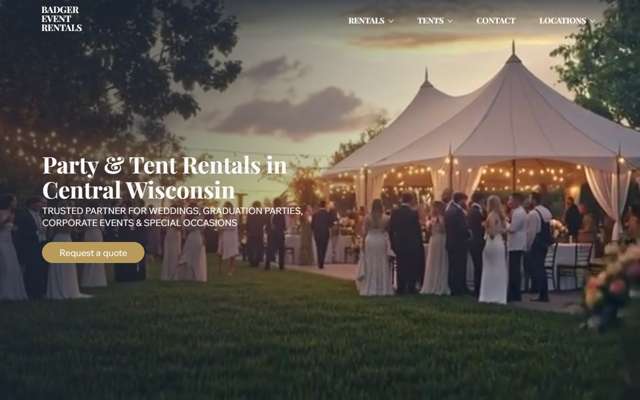 BADGER
EVENT
RENTALS
RENTALS
TENTS
CONTACT
LOCATIONS
Party & Tent Rentals in
Central Wisconsin
TRUSTED PARTNER FOR WEDDINGS, GRADUATION PARTIES,
CORPORATE EVENTS & SPECIAL OCCASIONS
Request a quote